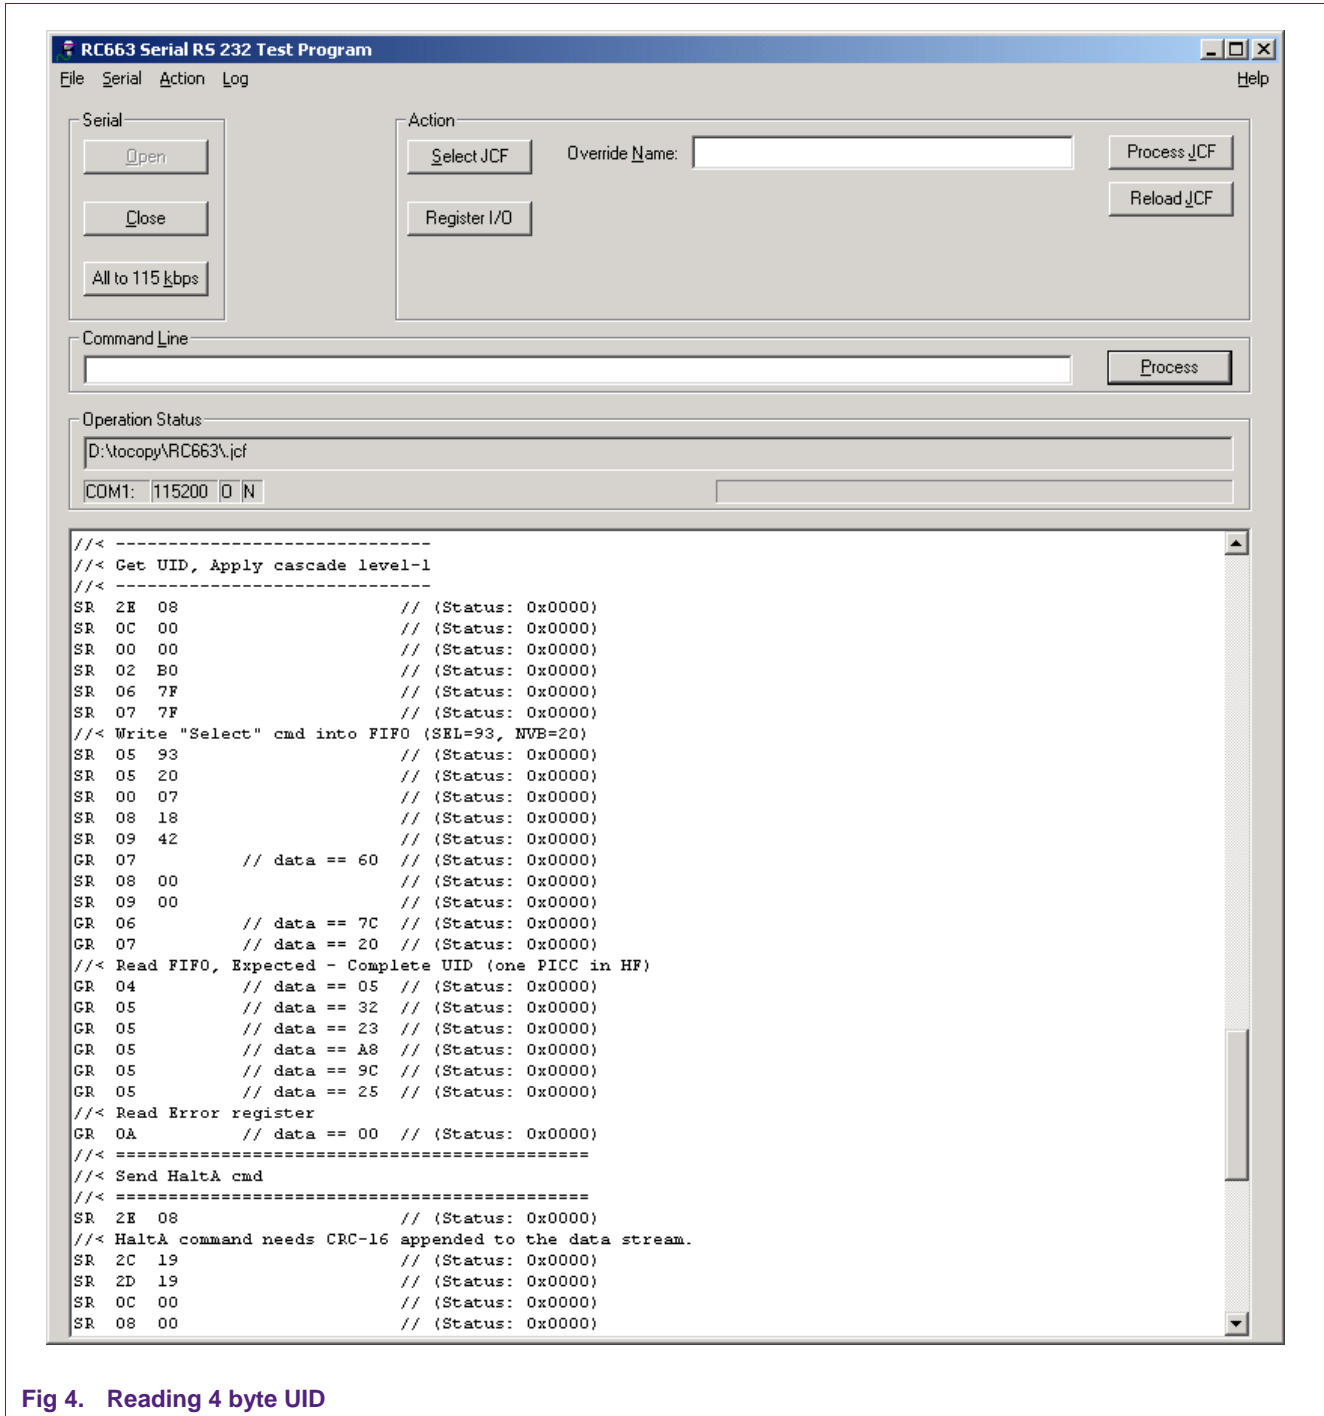 RC663 Serial RS 232 Test Program
File Serial Action Log Help
Serial
Open
Close
All to 115 kbps
Action
Select JCF Override Name: Process JCF
Reload JCF
Register I/O
Command Line
Process
Operation Status
D:\tocopy\RC663\.jcf
COM1: 115200 O N
//< ------------------------------
//< Get UID, Apply cascade level-1
//< ------------------------------
SR 2E 08 // (Status: 0x0000)
SR 0C 00 // (Status: 0x0000)
SR 00 00 // (Status: 0x0000)
SR 02 B0 // (Status: 0x0000)
SR 06 7F // (Status: 0x0000)
SR 07 7F // (Status: 0x0000)
//< Write "Select" cmd into FIFO (SEL=93, NVB=20)
SR 05 93 // (Status: 0x0000)
SR 05 20 // (Status: 0x0000)
SR 00 07 // (Status: 0x0000)
SR 08 18 // (Status: 0x0000)
SR 09 42 // (Status: 0x0000)
GR 07 // data == 60 // (Status: 0x0000)
SR 08 00 // (Status: 0x0000)
SR 09 00 // (Status: 0x0000)
GR 06 // data == 7C // (Status: 0x0000)
GR 07 // data == 20 // (Status: 0x0000)
//< Read FIFO, Expected - Complete UID (one PICC in HF)
GR 04 // data == 05 // (Status: 0x0000)
GR 05 // data == 32 // (Status: 0x0000)
GR 05 // data == 23 // (Status: 0x0000)
GR 05 // data == A8 // (Status: 0x0000)
GR 05 // data == 9C // (Status: 0x0000)
GR 05 // data == 25 // (Status: 0x0000)
//< Read Error register
GR 0A // data == 00 // (Status: 0x0000)
//< =============================================
//< Send HaltA cmd
//< =============================================
SR 2E 08 // (Status: 0x0000)
//< HaltA command needs CRC-16 appended to the data stream.
SR 2C 19 // (Status: 0x0000)
SR 2D 19 // (Status: 0x0000)
SR 0C 00 // (Status: 0x0000)
SR 08 00 // (Status: 0x0000)
Fig 4. Reading 4 byte UID